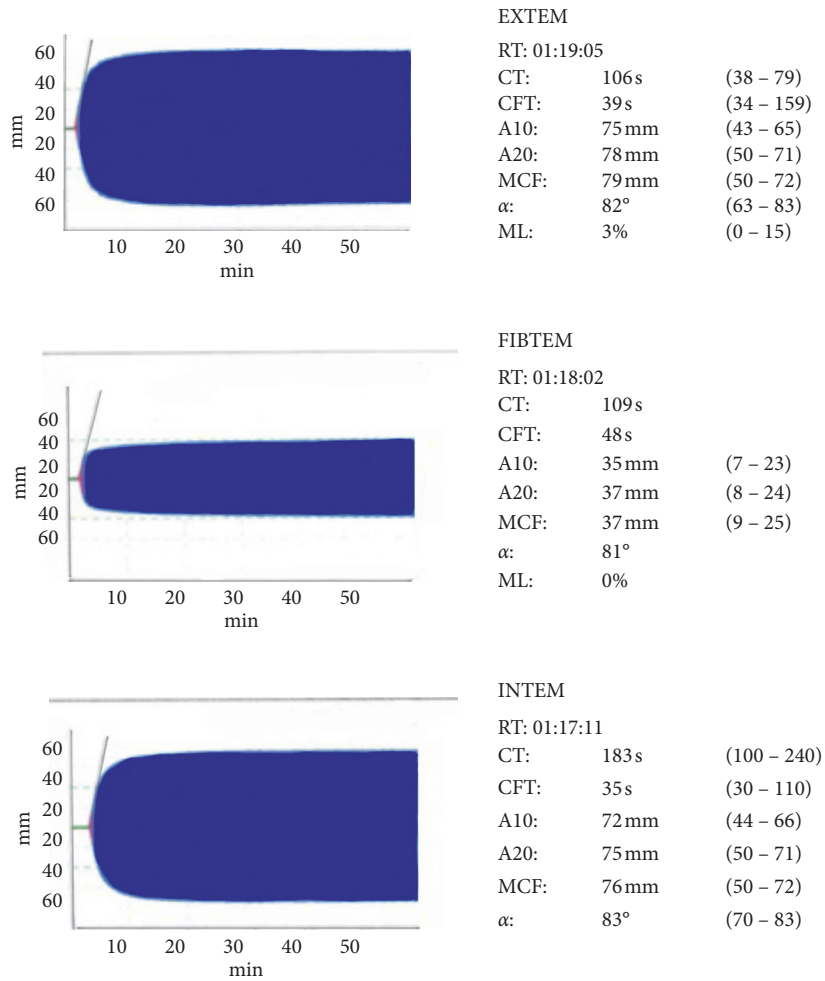 EXTEM
RT: 01:19:05
CT: 106 s (38 – 79)
CFT: 39 s (34 – 159)
A10: 75 mm (43 – 65)
A20: 78 mm (50 – 71)
MCF: 79 mm (50 – 72)
α: 82° (63 – 83)
ML: 3% (0 – 15)
60
40
20
mm
20
40
60
10 20 30 40 50
min
FIBTEM
RT: 01:18:02
CT: 109 s
CFT: 48 s
A10: 35 mm (7 – 23)
A20: 37 mm (8 – 24)
MCF: 37 mm (9 – 25)
α: 81°
ML: 0%
60
40
20
mm
20
40
60
10 20 30 40 50
min
INTEM
RT: 01:17:11
CT: 183 s (100 – 240)
CFT: 35 s (30 – 110)
A10: 72 mm (44 – 66)
A20: 75 mm (50 – 71)
MCF: 76 mm (50 – 72)
α: 83° (70 – 83)
60
40
20
mm
20
40
60
10 20 30 40 50
min